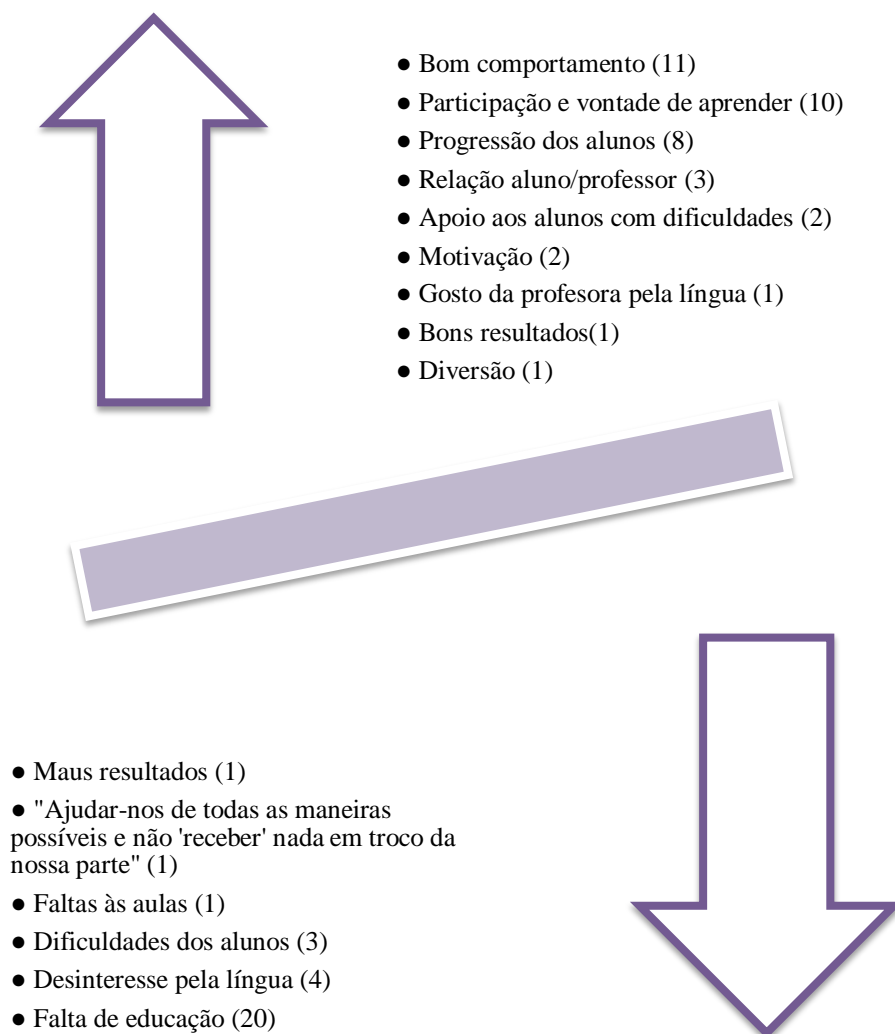 ● Bom comportamento (11)
● Participação e vontade de aprender (10)
● Progressão dos alunos (8)
● Relação aluno/professor (3)
● Apoio aos alunos com dificuldades (2)
● Motivação (2)
● Gosto da profesora pela língua (1)
● Bons resultados(1)
● Diversão (1)
● Maus resultados (1)
● "Ajudar-nos de todas as maneiras
possíveis e não 'receber' nada em troco da
nossa parte" (1)
● Faltas às aulas (1)
● Dificuldades dos alunos (3)
● Desinteresse pela língua (4)
● Falta de educação (20)